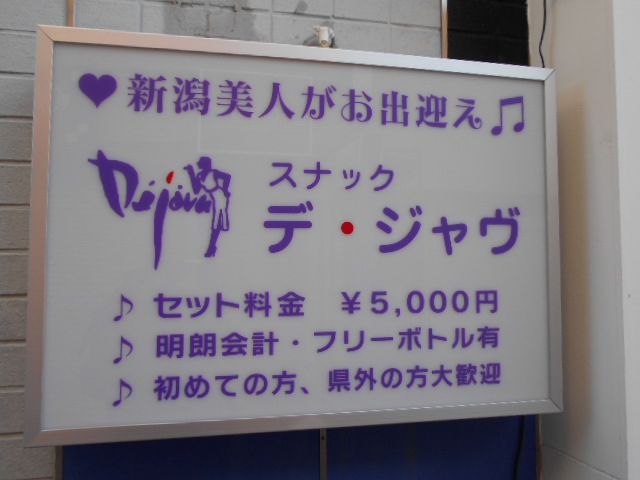 ♥新潟美人がお出迎え♫
Dejavu
スナック
デ・ジャヴ
♪ セット料金 ￥5,000円
♪ 明朗会計・フリーボトル有
♪ 初めての方、県外の方大歓迎